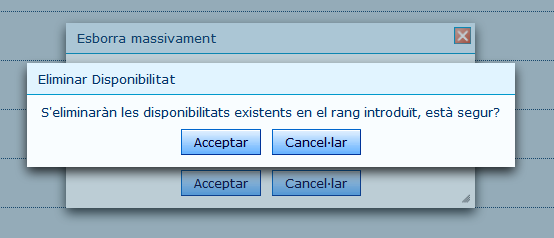 Esborra massivament
Eliminar Disponibilitat
S'eliminaràn les disponibilitats existents en el rang introduït, està segur?
Acceptar Cancel·lar
Acceptar Cancel·lar